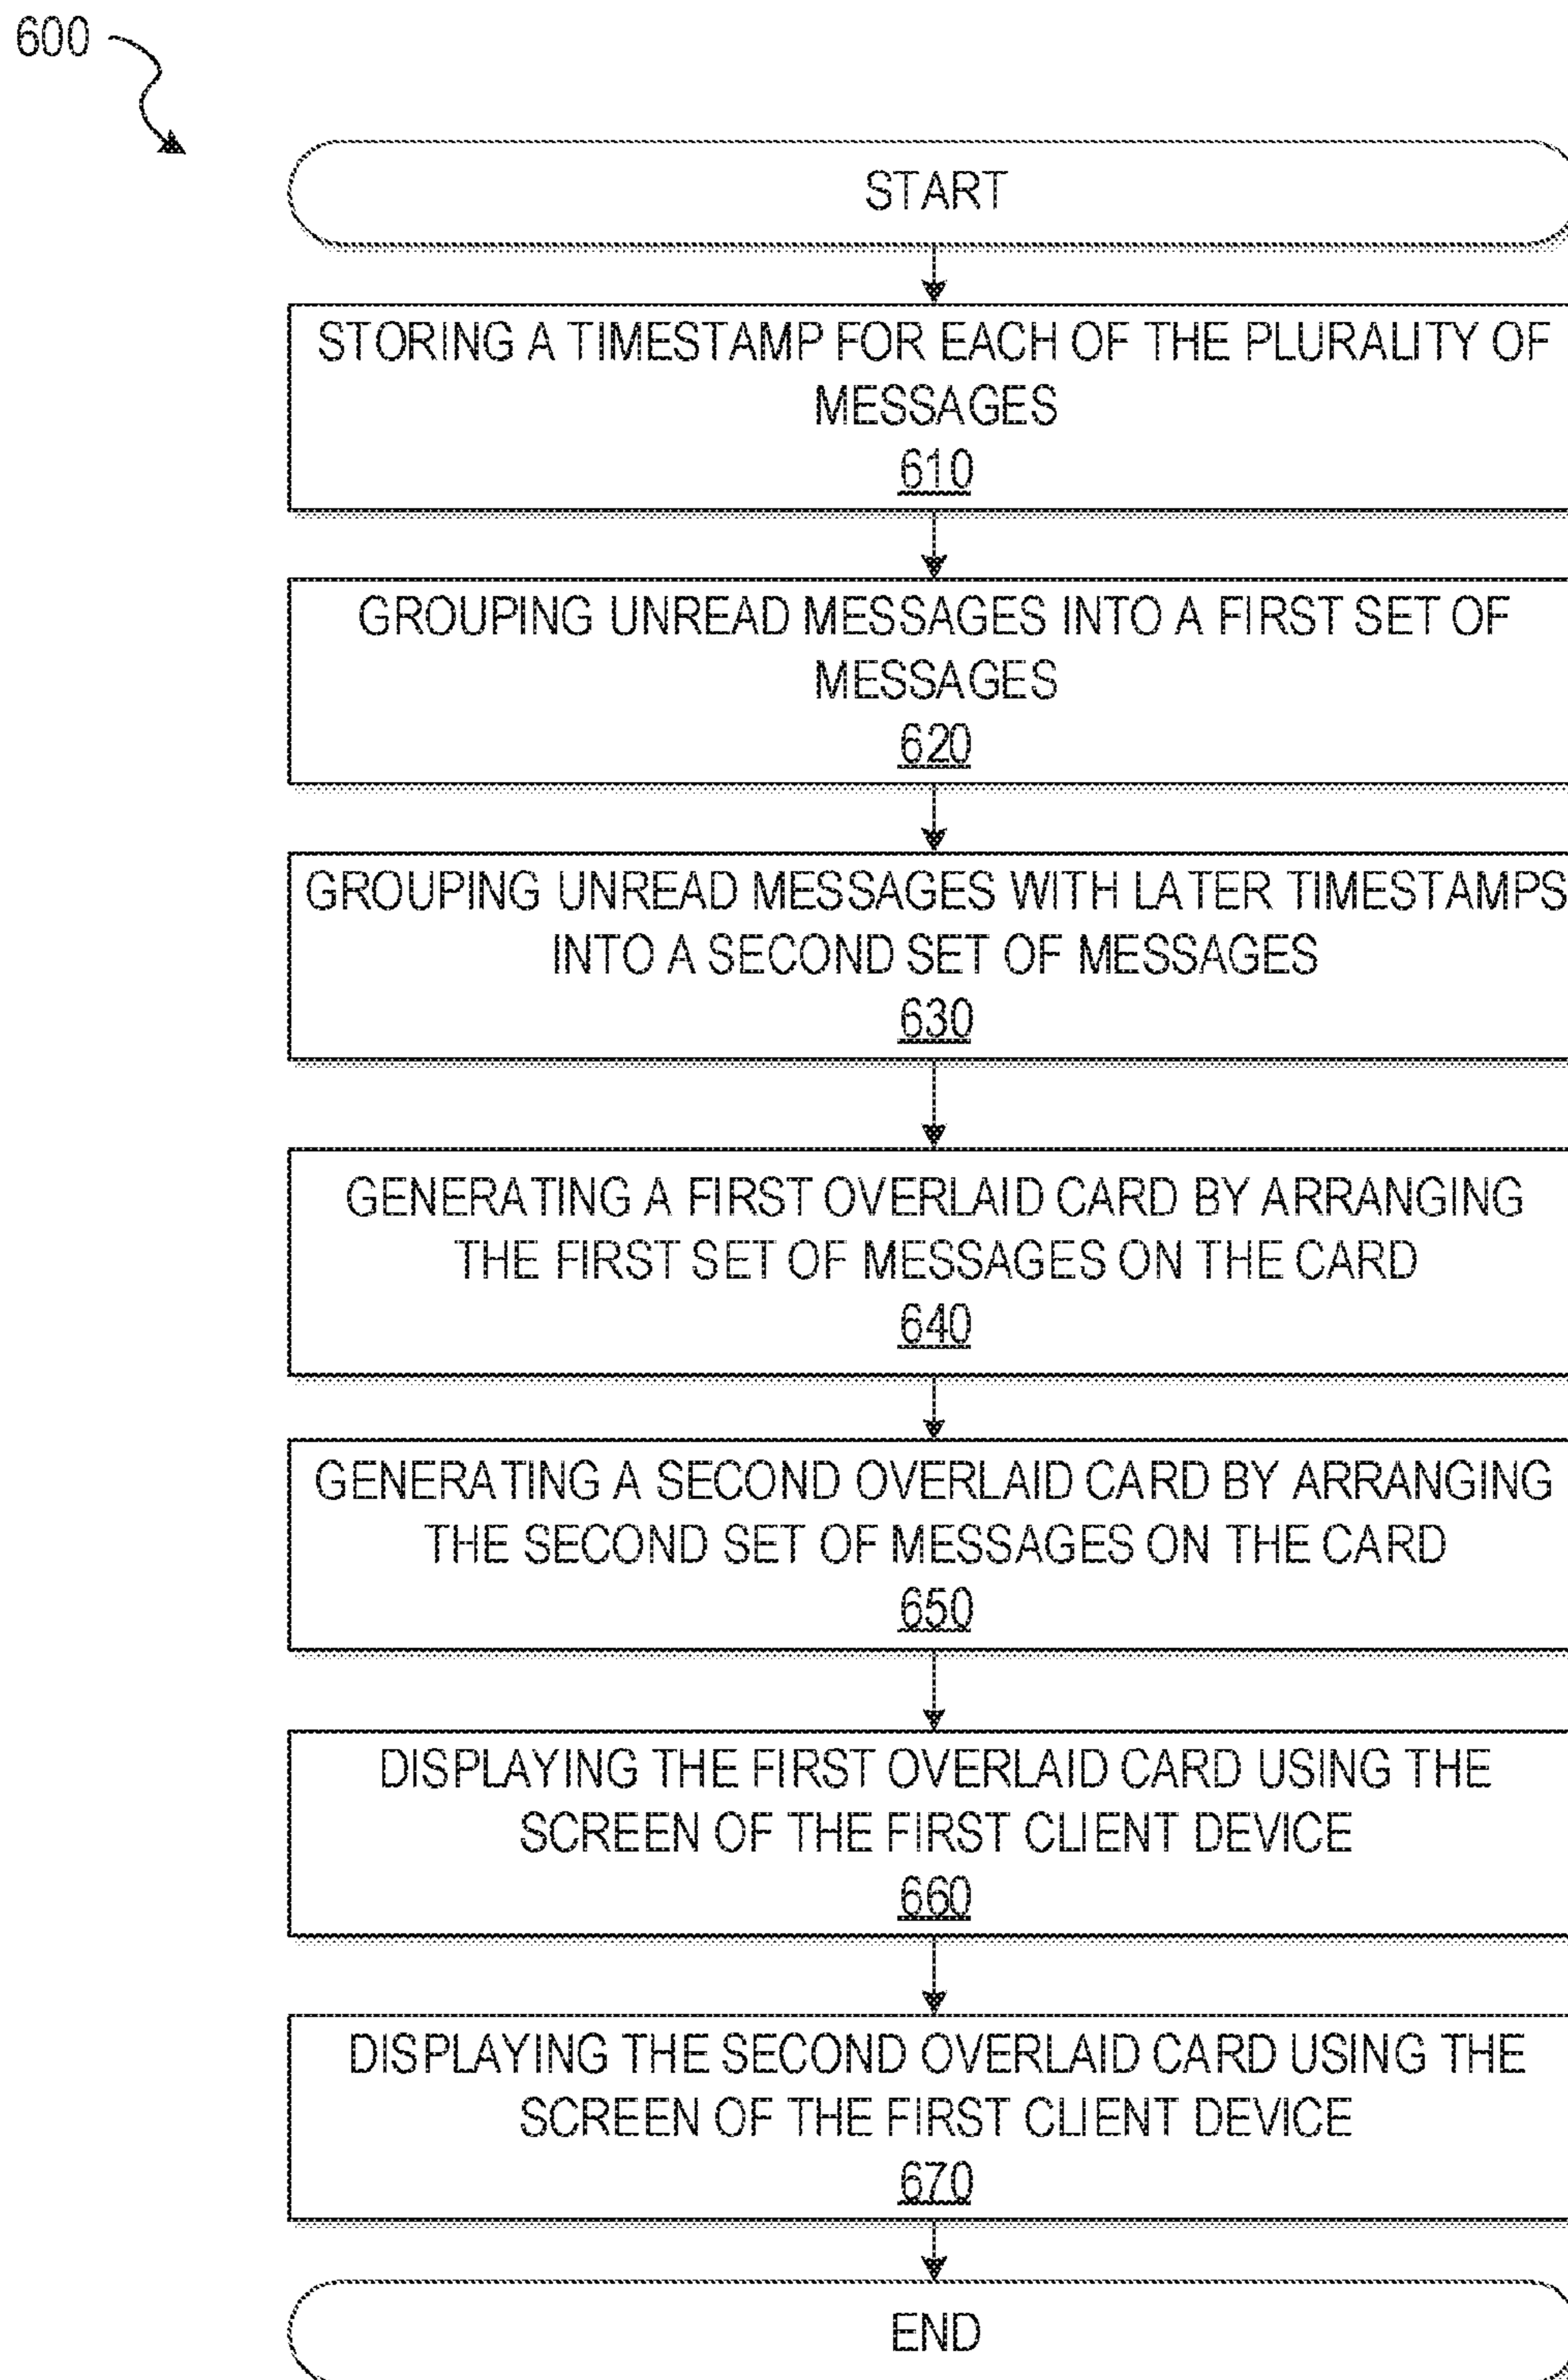 600
START
STORING A TIMESTAMP FOR EACH OF THE PLURALITY OF
MESSAGES
610
GROUPING UNREAD MESSAGES INTO A FIRST SET OF
MESSAGES
620
GROUPING UNREAD MESSAGES WITH LATER TIMESTAMPS
INTO A SECOND SET OF MESSAGES
630
GENERATING A FIRST OVERLAID CARD BY ARRANGING
THE FIRST SET OF MESSAGES ON THE CARD
640
GENERATING A SECOND OVERLAID CARD BY ARRANGING
THE SECOND SET OF MESSAGES ON THE CARD
650
DISPLAYING THE FIRST OVERLAID CARD USING THE
SCREEN OF THE FIRST CLIENT DEVICE
660
DISPLAYING THE SECOND OVERLAID CARD USING THE
SCREEN OF THE FIRST CLIENT DEVICE
670
END